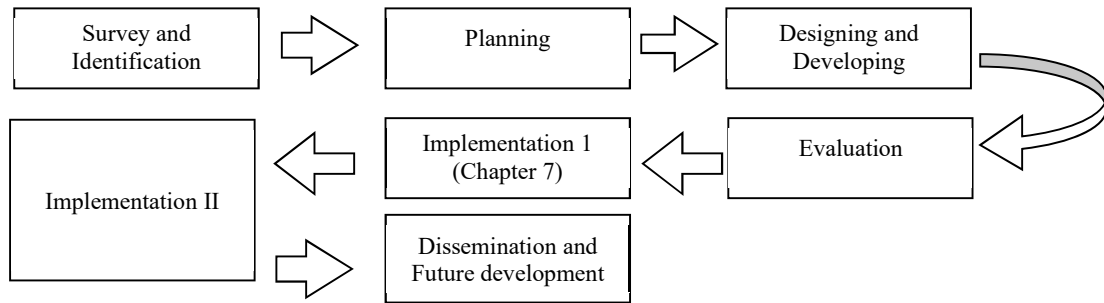 Survey and
Identification
Planning
Designing and
Developing
Evaluation
Implementation 1
(Chapter 7)
Implementation II
Dissemination and
Future development